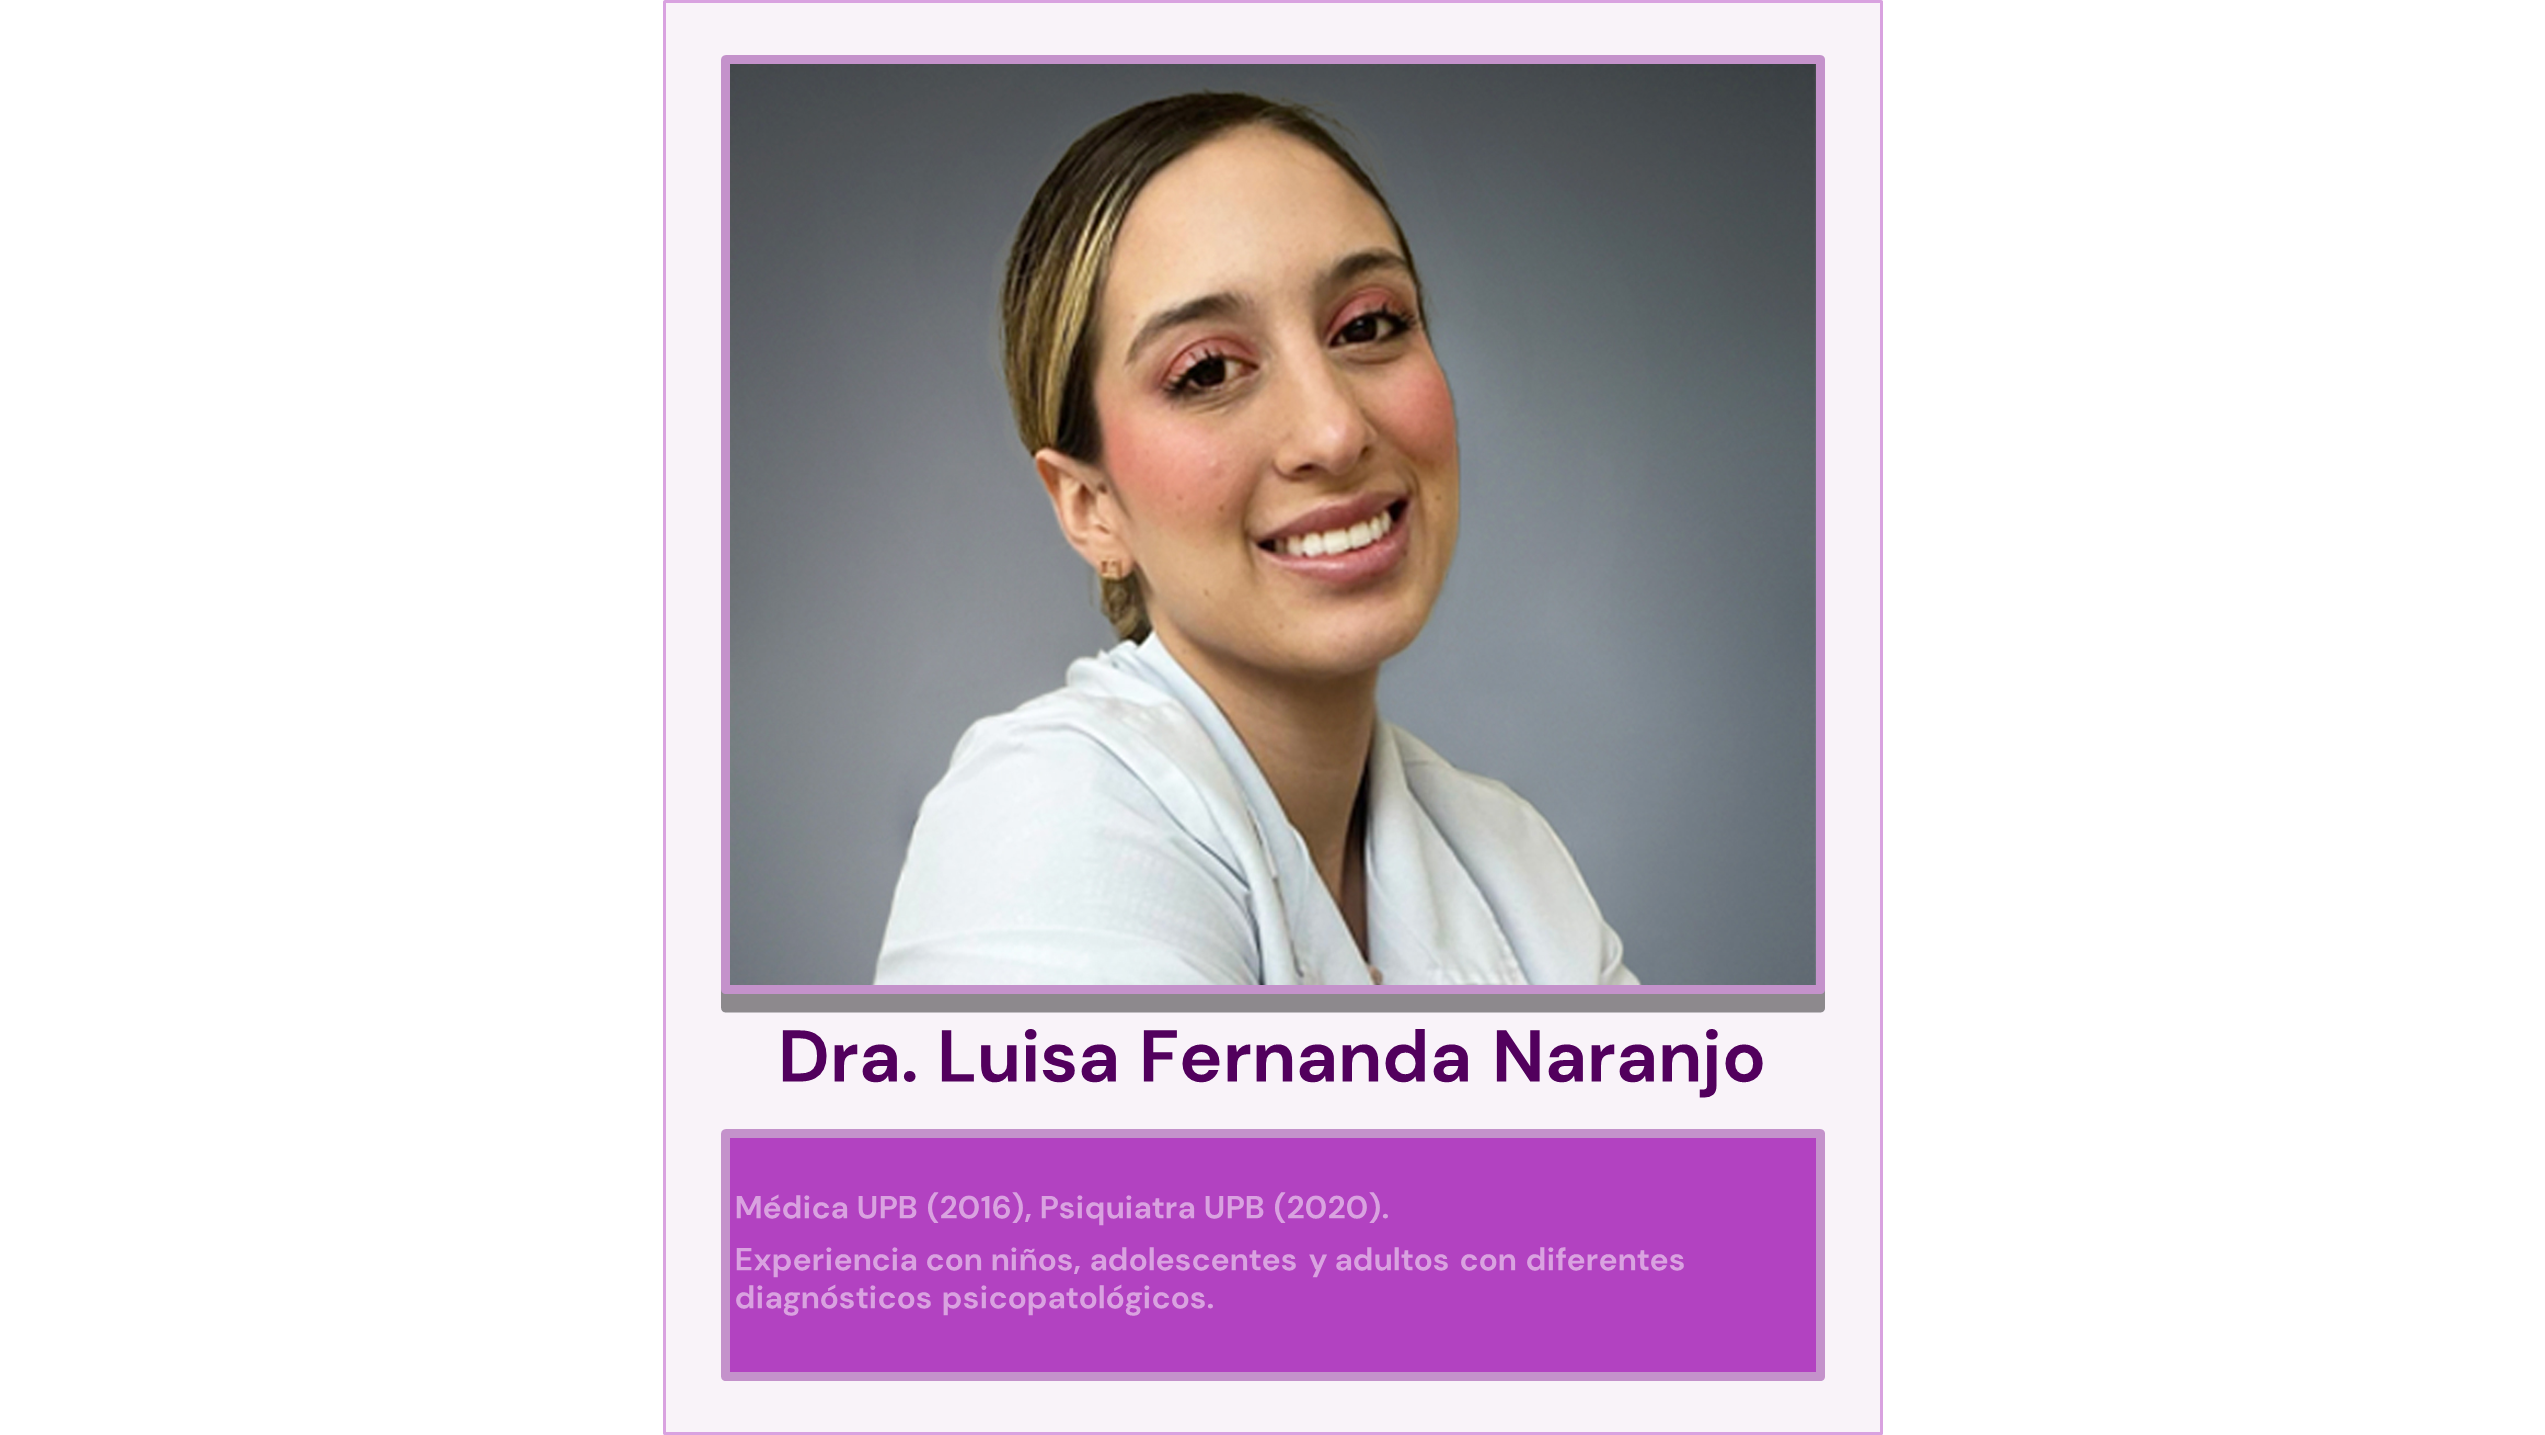 Dra. Luisa Fernanda Naranjo
Médica UPB (2016), Psiquiatra UPB (2020).
Experiencia con niños, adolescentes y adultos con diferentes
diagnósticos psicopatológicos.